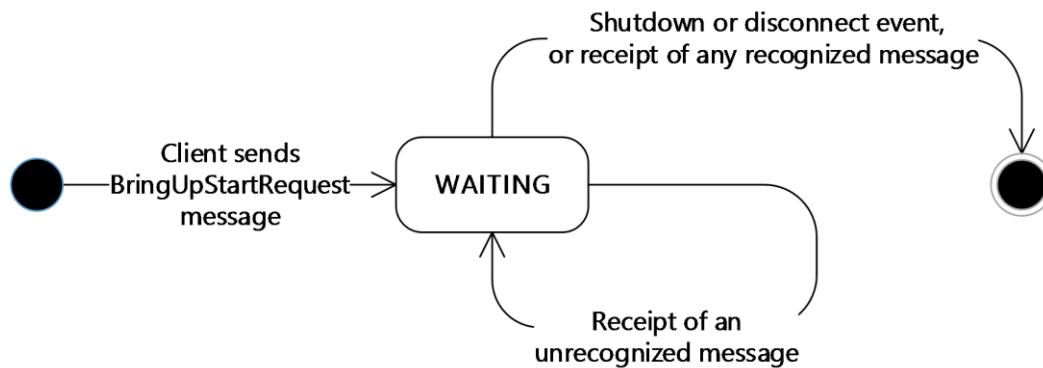 Shutdown or disconnect event,
or receipt of any recognized message
Client sends
BringUpStartRequest
message
WAITING
Receipt of an
unrecognized message